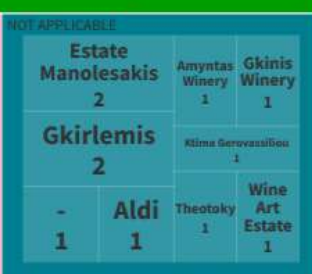 NOT APPLICABLE
Estate
Manolesakis
2
Gkirlemis
2
-
1
Aldi
1
Amyntas
Winery
1
Gkinis
Winery
1
Ktima Gerovassiliou
1
Theotoky
1
Wine
Art
Estate
1